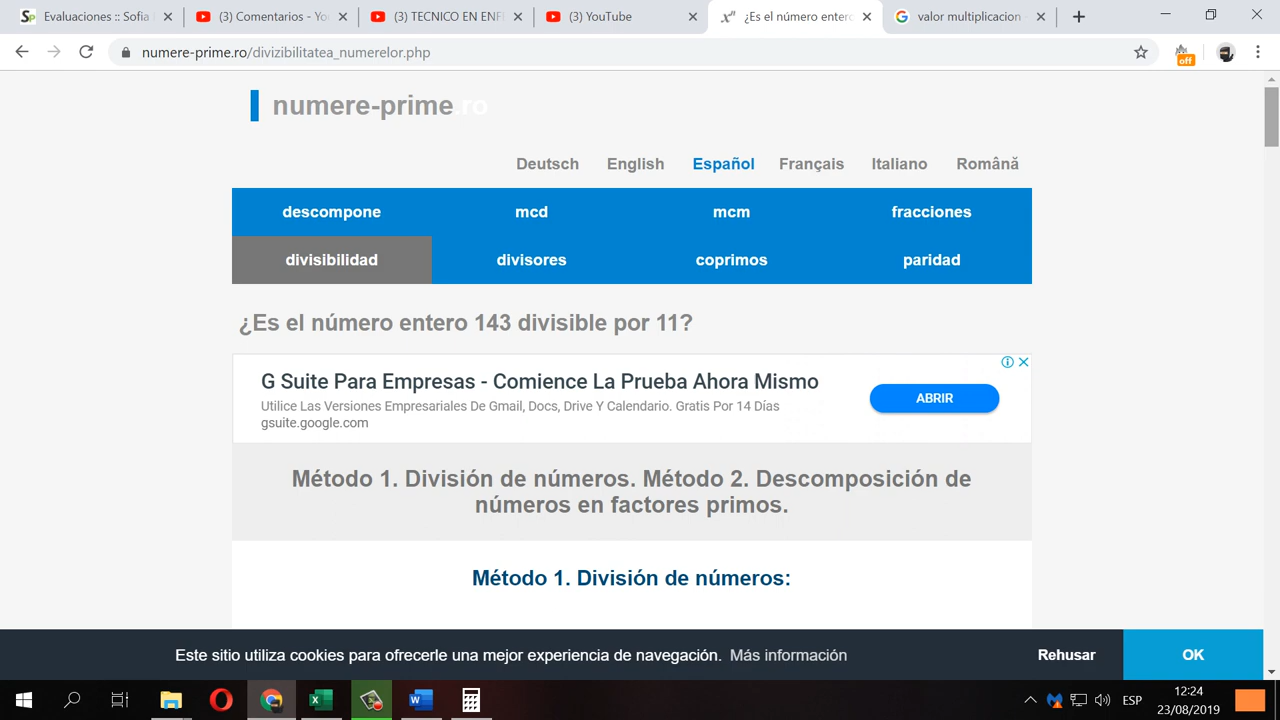 Evaluaciones :: Sofia
(3) Comentarios - Yo
(3) TECNICO EN ENF
(3) YouTube
¿Es el número entero
valor multiplicacion
numere-prime.ro/divizibilitatea_numerelor.php
off
numere-prime.ro
Deutsch English Español Français Italiano Română
descompone mcd mcm fracciones
divisibilidad divisores coprimos paridad
¿Es el número entero 143 divisible por 11?
G Suite Para Empresas - Comience La Prueba Ahora Mismo
Utilice Las Versiones Empresariales De Gmail, Docs, Drive Y Calendario. Gratis Por 14 Días
gsuite.google.com
ABRIR
Método 1. División de números. Método 2. Descomposición de
números en factores primos.
Método 1. División de números:
Este sitio utiliza cookies para ofrecerle una mejor experiencia de navegación. Más información Rehusar OK
ESP
12:24
23/08/2019